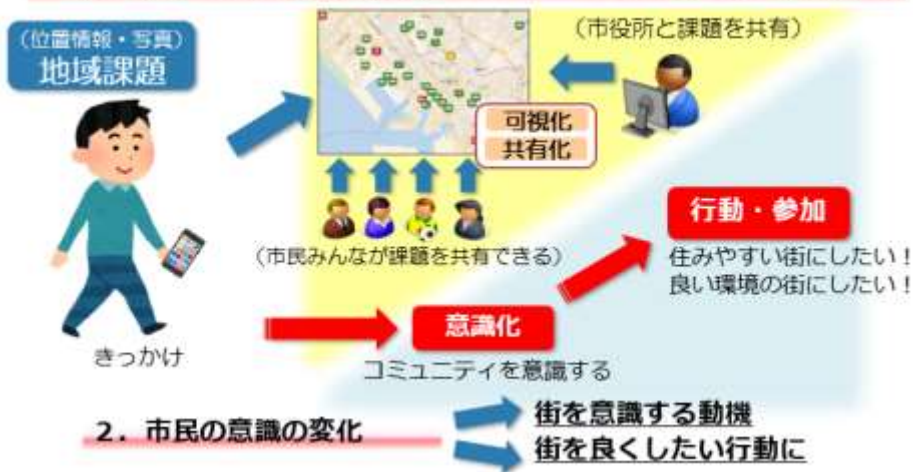 (位置情報・写真)
地域課題
(市役所と課題を共有)
可視化
共有化
(市民みんなが課題を共有できる)
行動・参加
住みやすい街にしたい!
良い環境の街にしたい!
きっかけ
意識化
コミュニティを意識する
2. 市民の意識の変化
街を意識する動機
街を良くしたい行動に